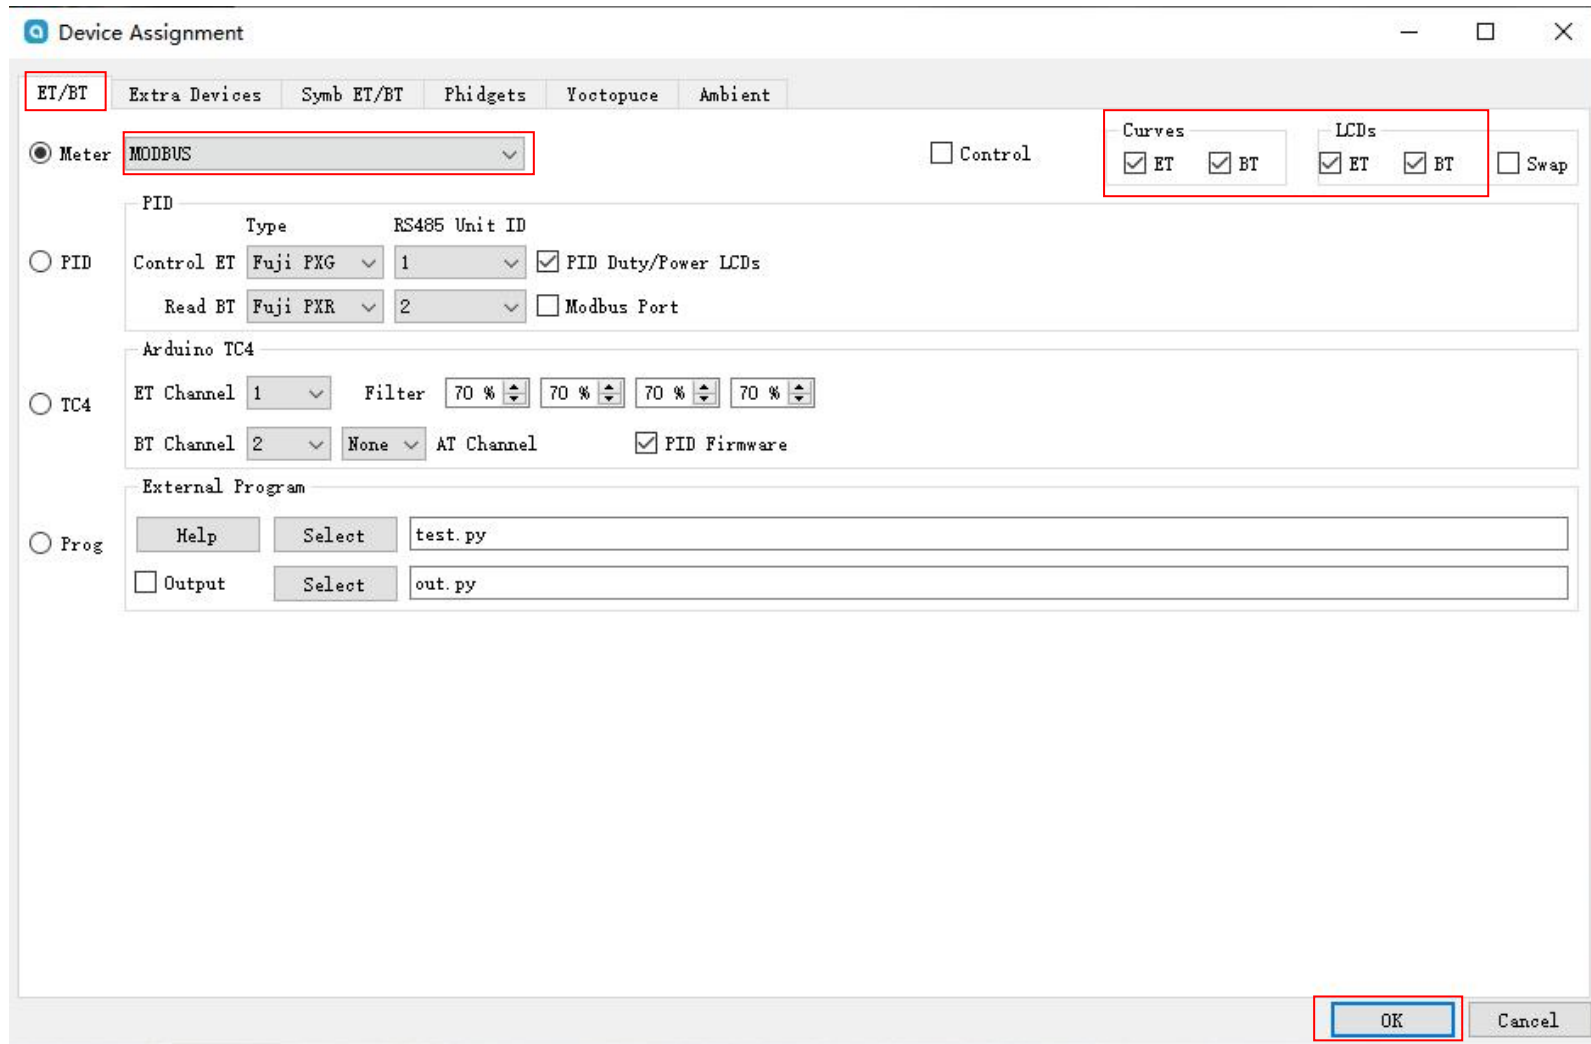 Device Assignment
ET/BT Extra Devices Symb ET/BT Phidgets Yoctopuce Ambient
Meter MODBUS Control Curves ET BT LCDs ET BT Swap
PID
Type RS485 Unit ID
PID Control ET Fuji PXG 1 PID Duty/Power LCDs
Read BT Fuji PXR 2 Modbus Port
Arduino TC4
TC4 ET Channel 1 Filter 70 % 70 % 70 % 70 %
BT Channel 2 None AT Channel PID Firmware
External Program
Prog Help Select test.py
Output Select out.py
OK Cancel